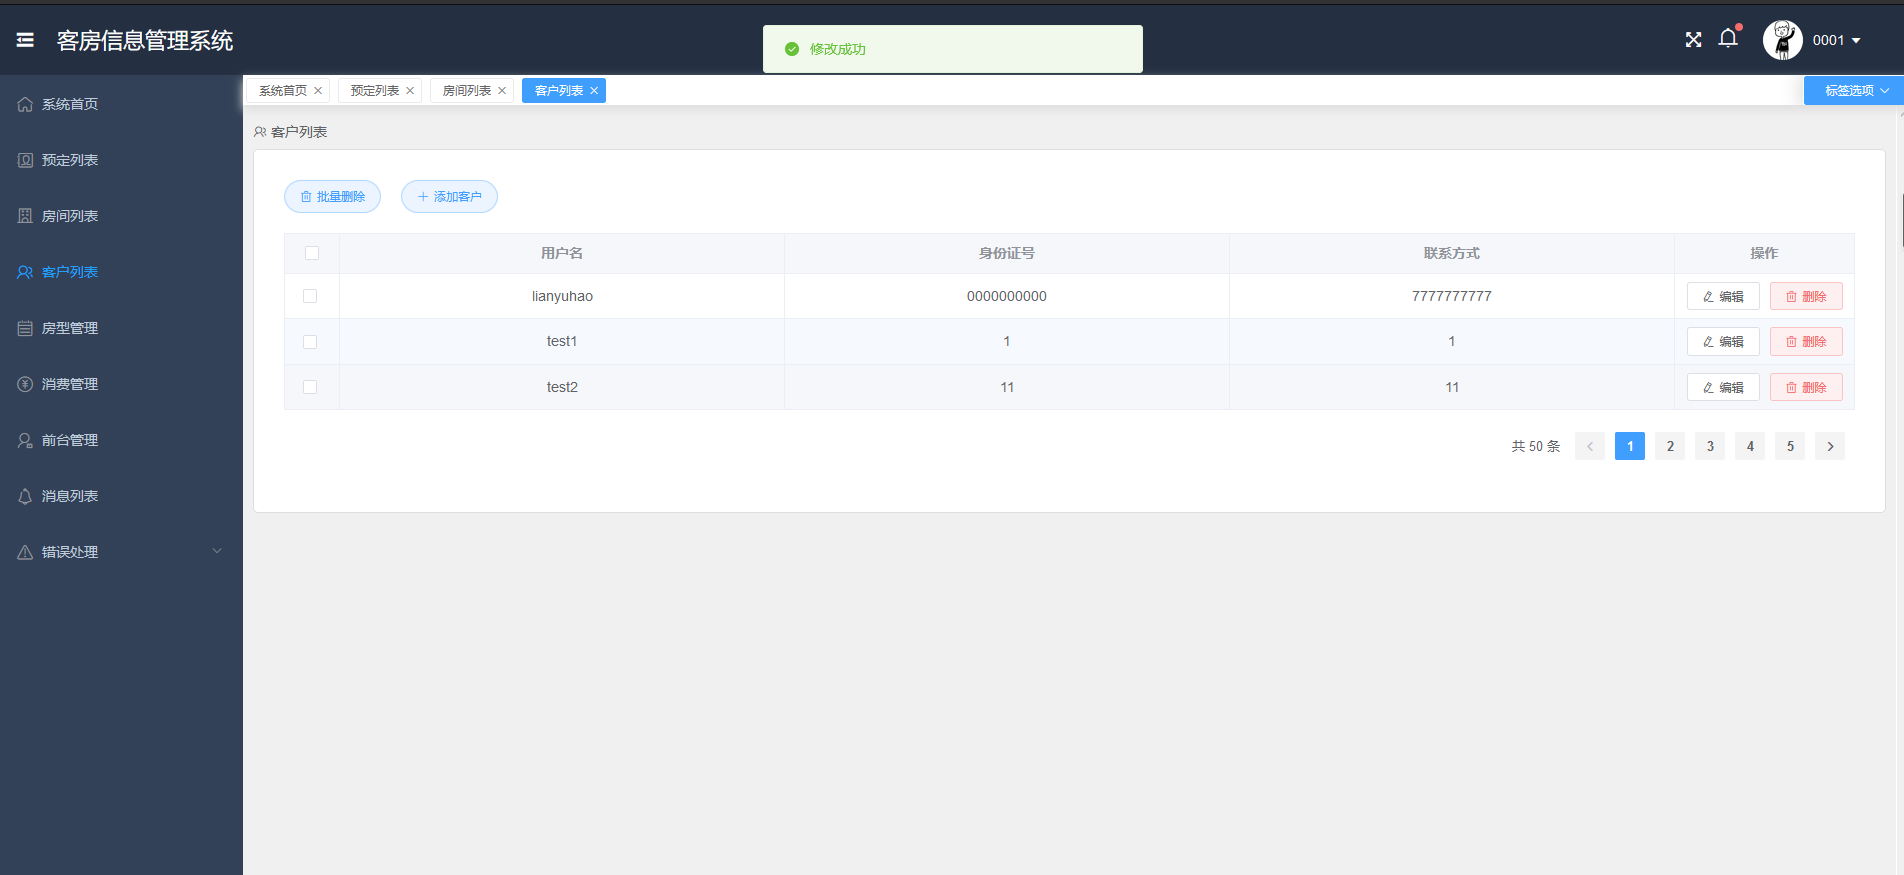 客房信息管理系统
修改成功
0001
系统首页 预定列表 房间列表 客户列表 标签选项
系统首页
预定列表
房间列表
客户列表
房型管理
消费管理
前台管理
消息列表
错误处理
客户列表
批量删除 添加客户
用户名 身份证号 联系方式 操作
lianyuhao 0000000000 7777777777 编辑 删除
test1 1 1 编辑 删除
test2 11 11 编辑 删除
共 50 条 1 2 3 4 5